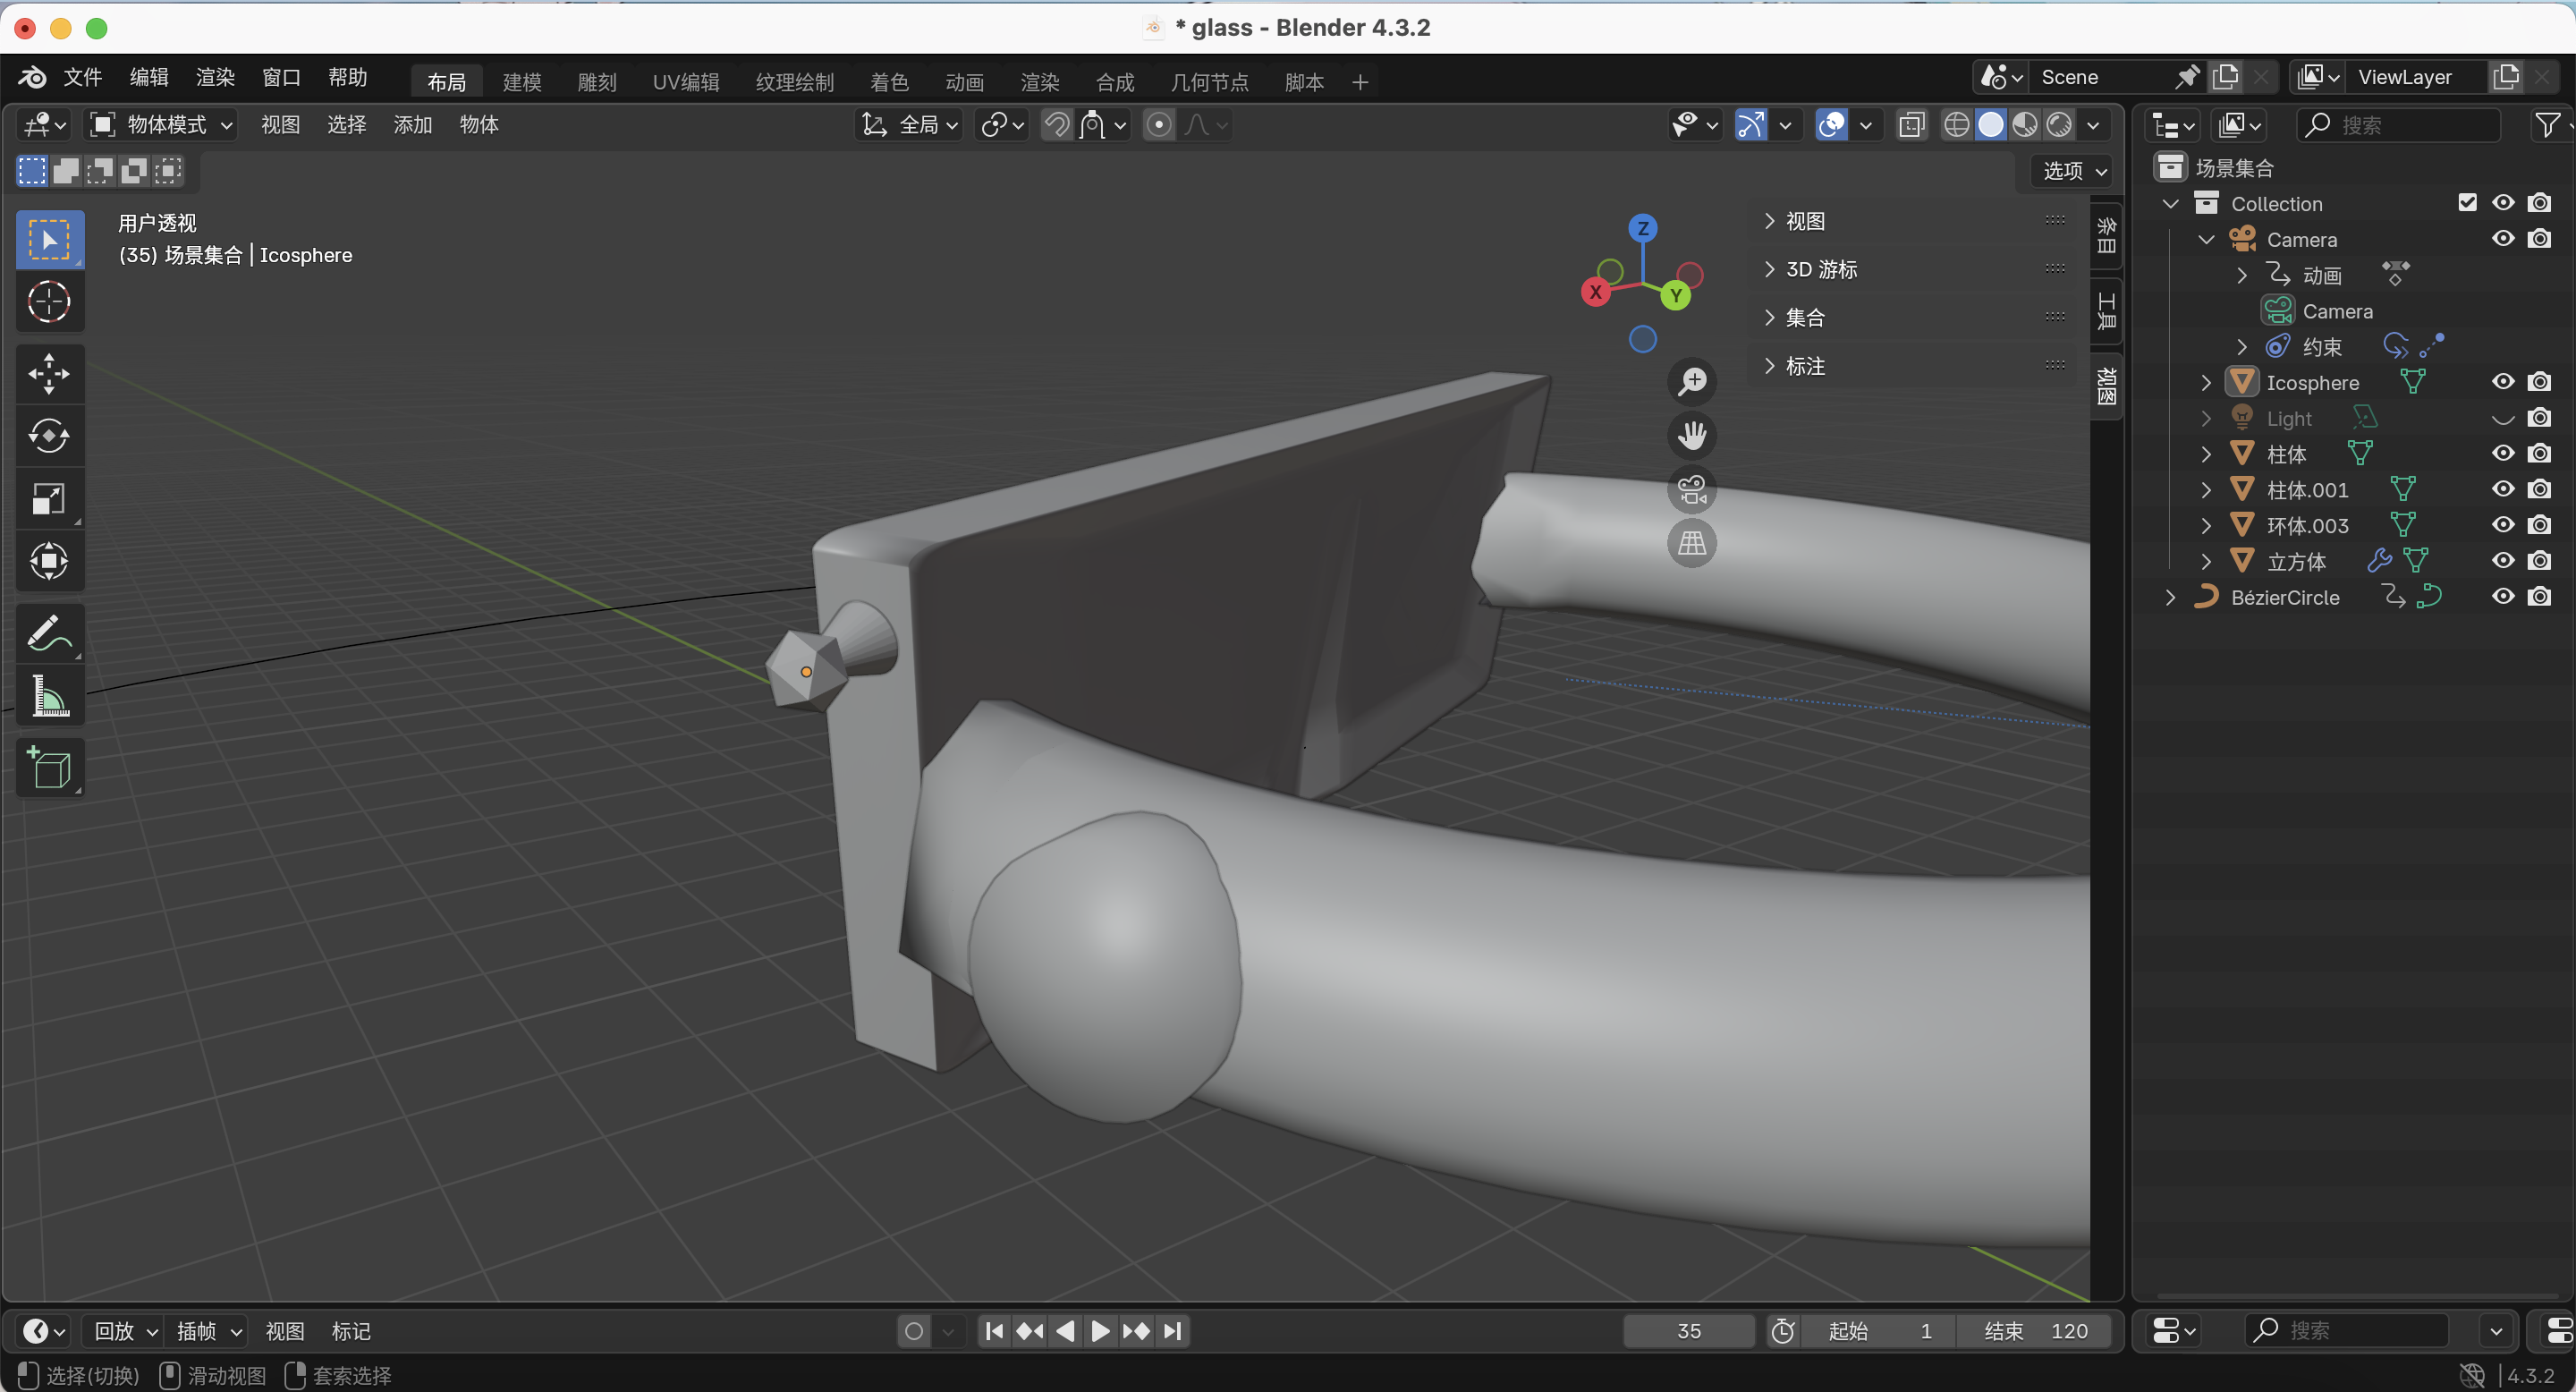 * glass - Blender 4.3.2
文件 编辑 渲染 窗口 帮助 布局 建模 雕刻 UV编辑 纹理绘制 着色 动画 渲染 合成 几何节点 脚本 + Scene ViewLayer
物体模式 视图 选择 添加 物体 全局 搜索
选项
用户透视
(35) 场景集合 | Icosphere
Z
X
Y
视图
3D 游标
集合
标注
条目
工具
视图
场景集合
Collection
Camera
动画
Camera
约束
Icosphere
Light
柱体
柱体.001
环体.003
立方体
BézierCircle
回放 插帧 视图 标记 35 起始 1 结束 120 搜索
选择(切换) 滑动视图 套索选择 4.3.2